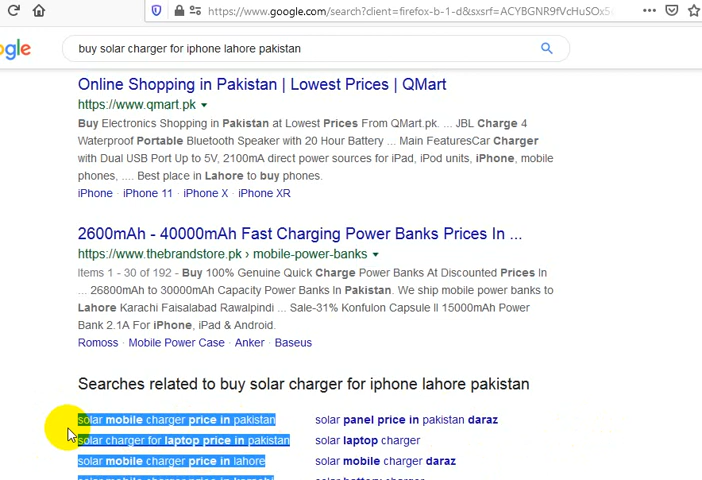 https://www.google.com/search?client=firefox-b-1-d&sxsrf=ACYBGNR9fVcHuSOx5
ogle
buy solar charger for iphone lahore pakistan
Online Shopping in Pakistan | Lowest Prices | QMart
https://www.qmart.pk
Buy Electronics Shopping in Pakistan at Lowest Prices From QMart.pk. ... JBL Charge 4
Waterproof Portable Bluetooth Speaker with 20 Hour Battery ... Main FeaturesCar Charger
with Dual USB Port Up to 5V, 2100mA direct power sources for iPad, iPod units, iPhone, mobile
phones, .... Best place in Lahore to buy phones.
iPhone · iPhone 11 · iPhone X · iPhone XR
2600mAh - 40000mAh Fast Charging Power Banks Prices In ...
https://www.thebrandstore.pk › mobile-power-banks
Items 1 - 30 of 192 - Buy 100% Genuine Quick Charge Power Banks At Discounted Prices In
... 26800mAh to 30000mAh Capacity Power Banks In Pakistan. We ship mobile power banks to
Lahore Karachi Faisalabad Rawalpindi ... Sale-31% Konfulon Capsule II 15000mAh Portable
Power Bank 2.1A For iPhone, iPad & Android.
Romoss · Mobile Power Case · Anker · Baseus
Searches related to buy solar charger for iphone lahore pakistan
solar mobile charger price in pakistan
solar charger for laptop price in pakistan
solar mobile charger price in lahore
solar panel price in pakistan daraz
solar laptop charger
solar mobile charger daraz